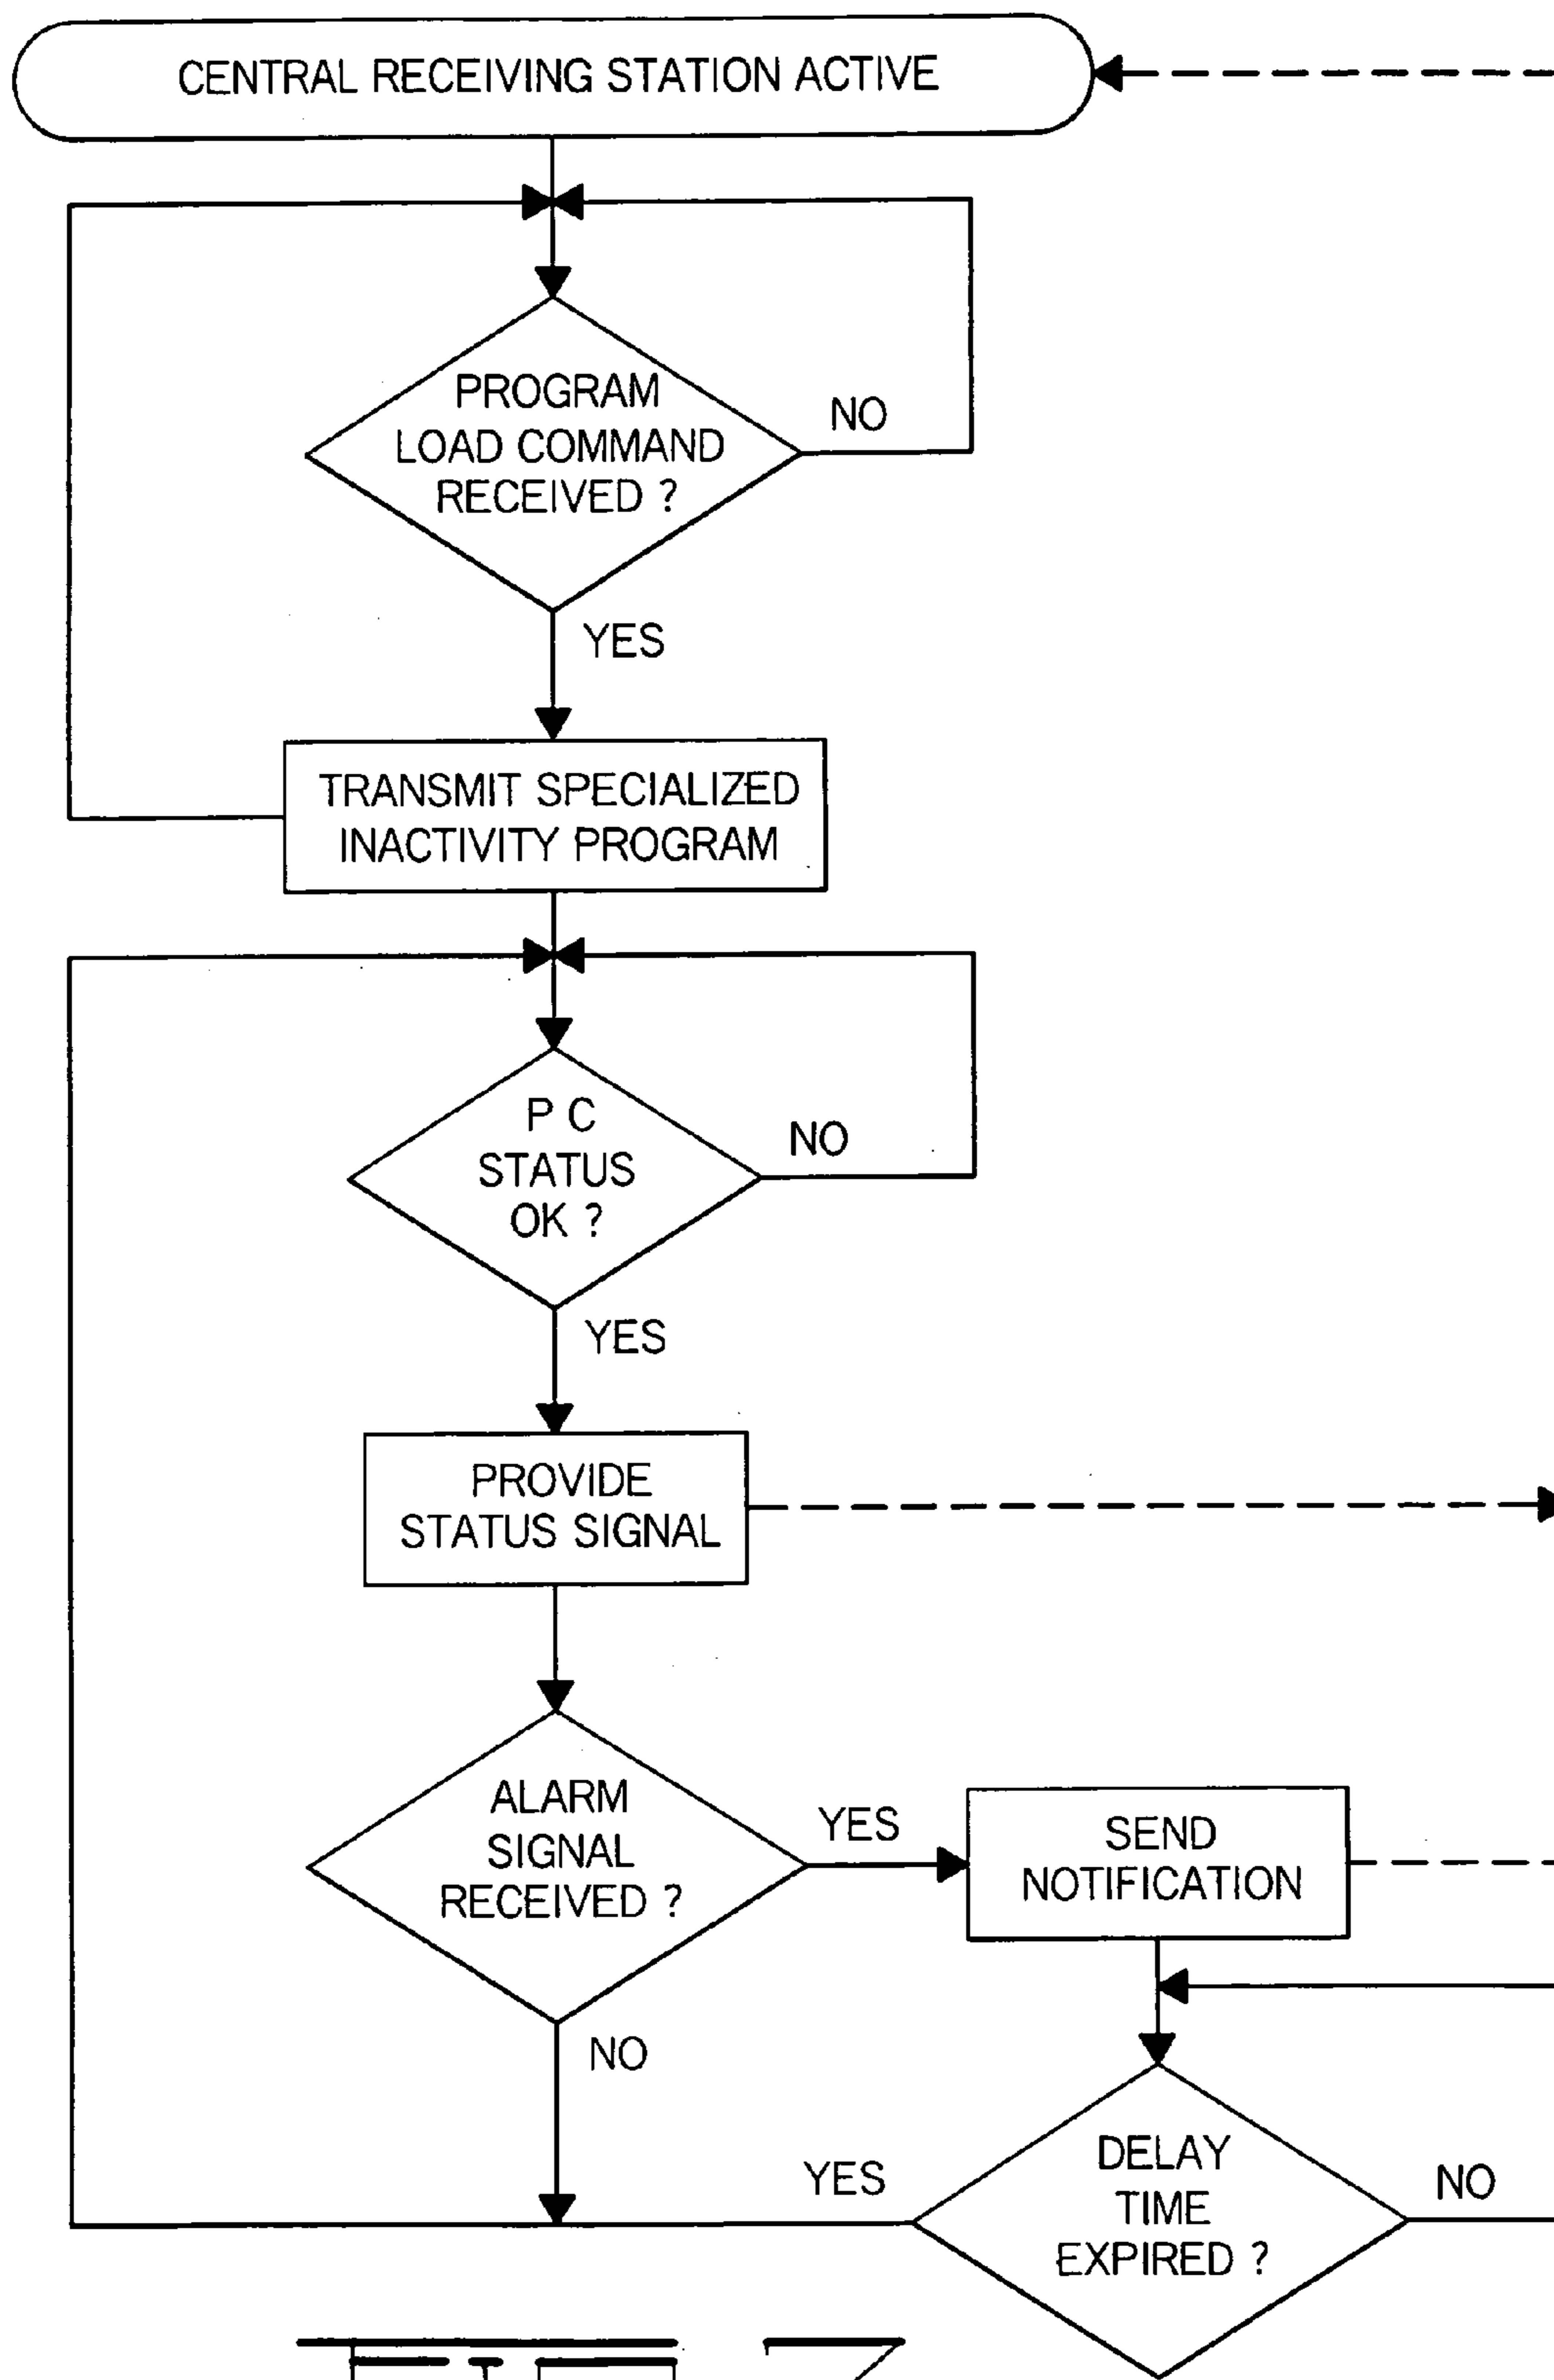 CENTRAL RECEIVING STATION ACTIVE
PROGRAM
LOAD COMMAND
RECEIVED ?
NO
YES
TRANSMIT SPECIALIZED
INACTIVITY PROGRAM
P C
STATUS
OK ?
NO
YES
PROVIDE
STATUS SIGNAL
ALARM
SIGNAL
RECEIVED ?
YES
NO
SEND
NOTIFICATION
DELAY
TIME
EXPIRED ?
YES
NO